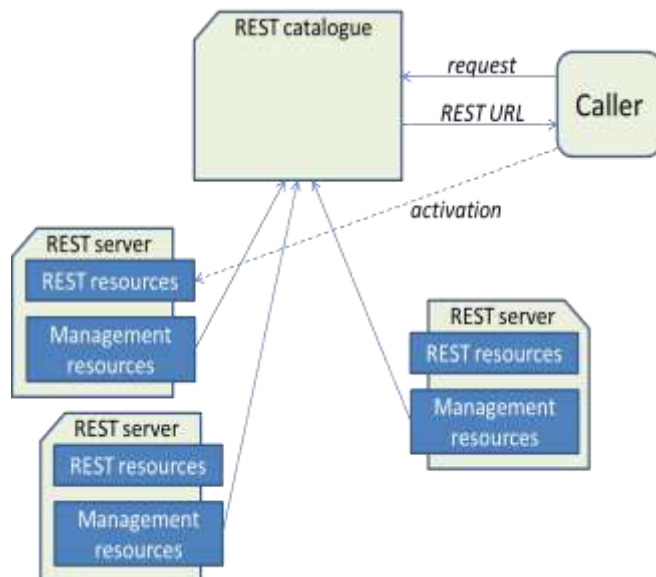 REST catalogue
request
REST URL
Caller
activation
REST server
REST resources
Management
resources
REST server
REST resources
Management
resources
REST server
REST resources
Management
resources